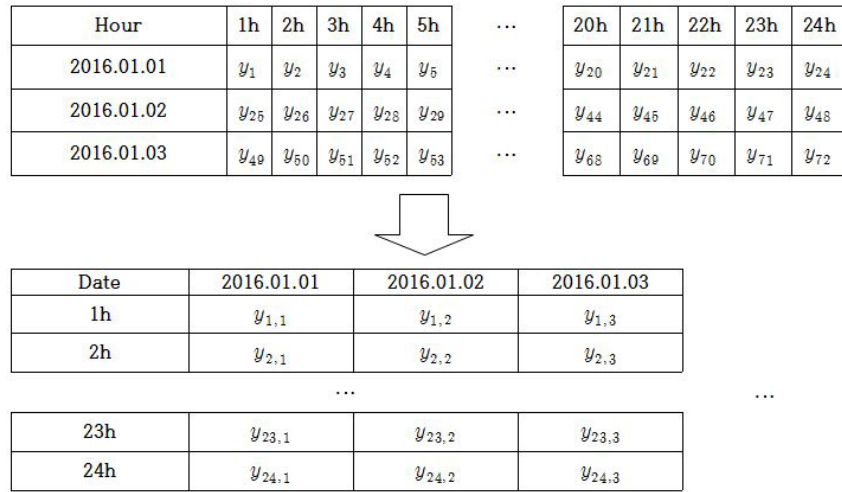 Hour 1h 2h 3h 4h 5h ... 20h 21h 22h 23h 24h
2016.01.01 y₁ y₂ y₃ y₄ y₅ ... y₂₀ y₂₁ y₂₂ y₂₃ y₂₄
2016.01.02 y₂₅ y₂₆ y₂₇ y₂₈ y₂₉ ... y₄₄ y₄₅ y₄₆ y₄₇ y₄₈
2016.01.03 y₄₉ y₅₀ y₅₁ y₅₂ y₅₃ ... y₆₈ y₆₉ y₇₀ y₇₁ y₇₂
Date 2016.01.01 2016.01.02 2016.01.03
1h y₁,₁ y₁,₂ y₁,₃
2h y₂,₁ y₂,₂ y₂,₃
... ...
23h y₂₃,₁ y₂₃,₂ y₂₃,₃
24h y₂₄,₁ y₂₄,₂ y₂₄,₃